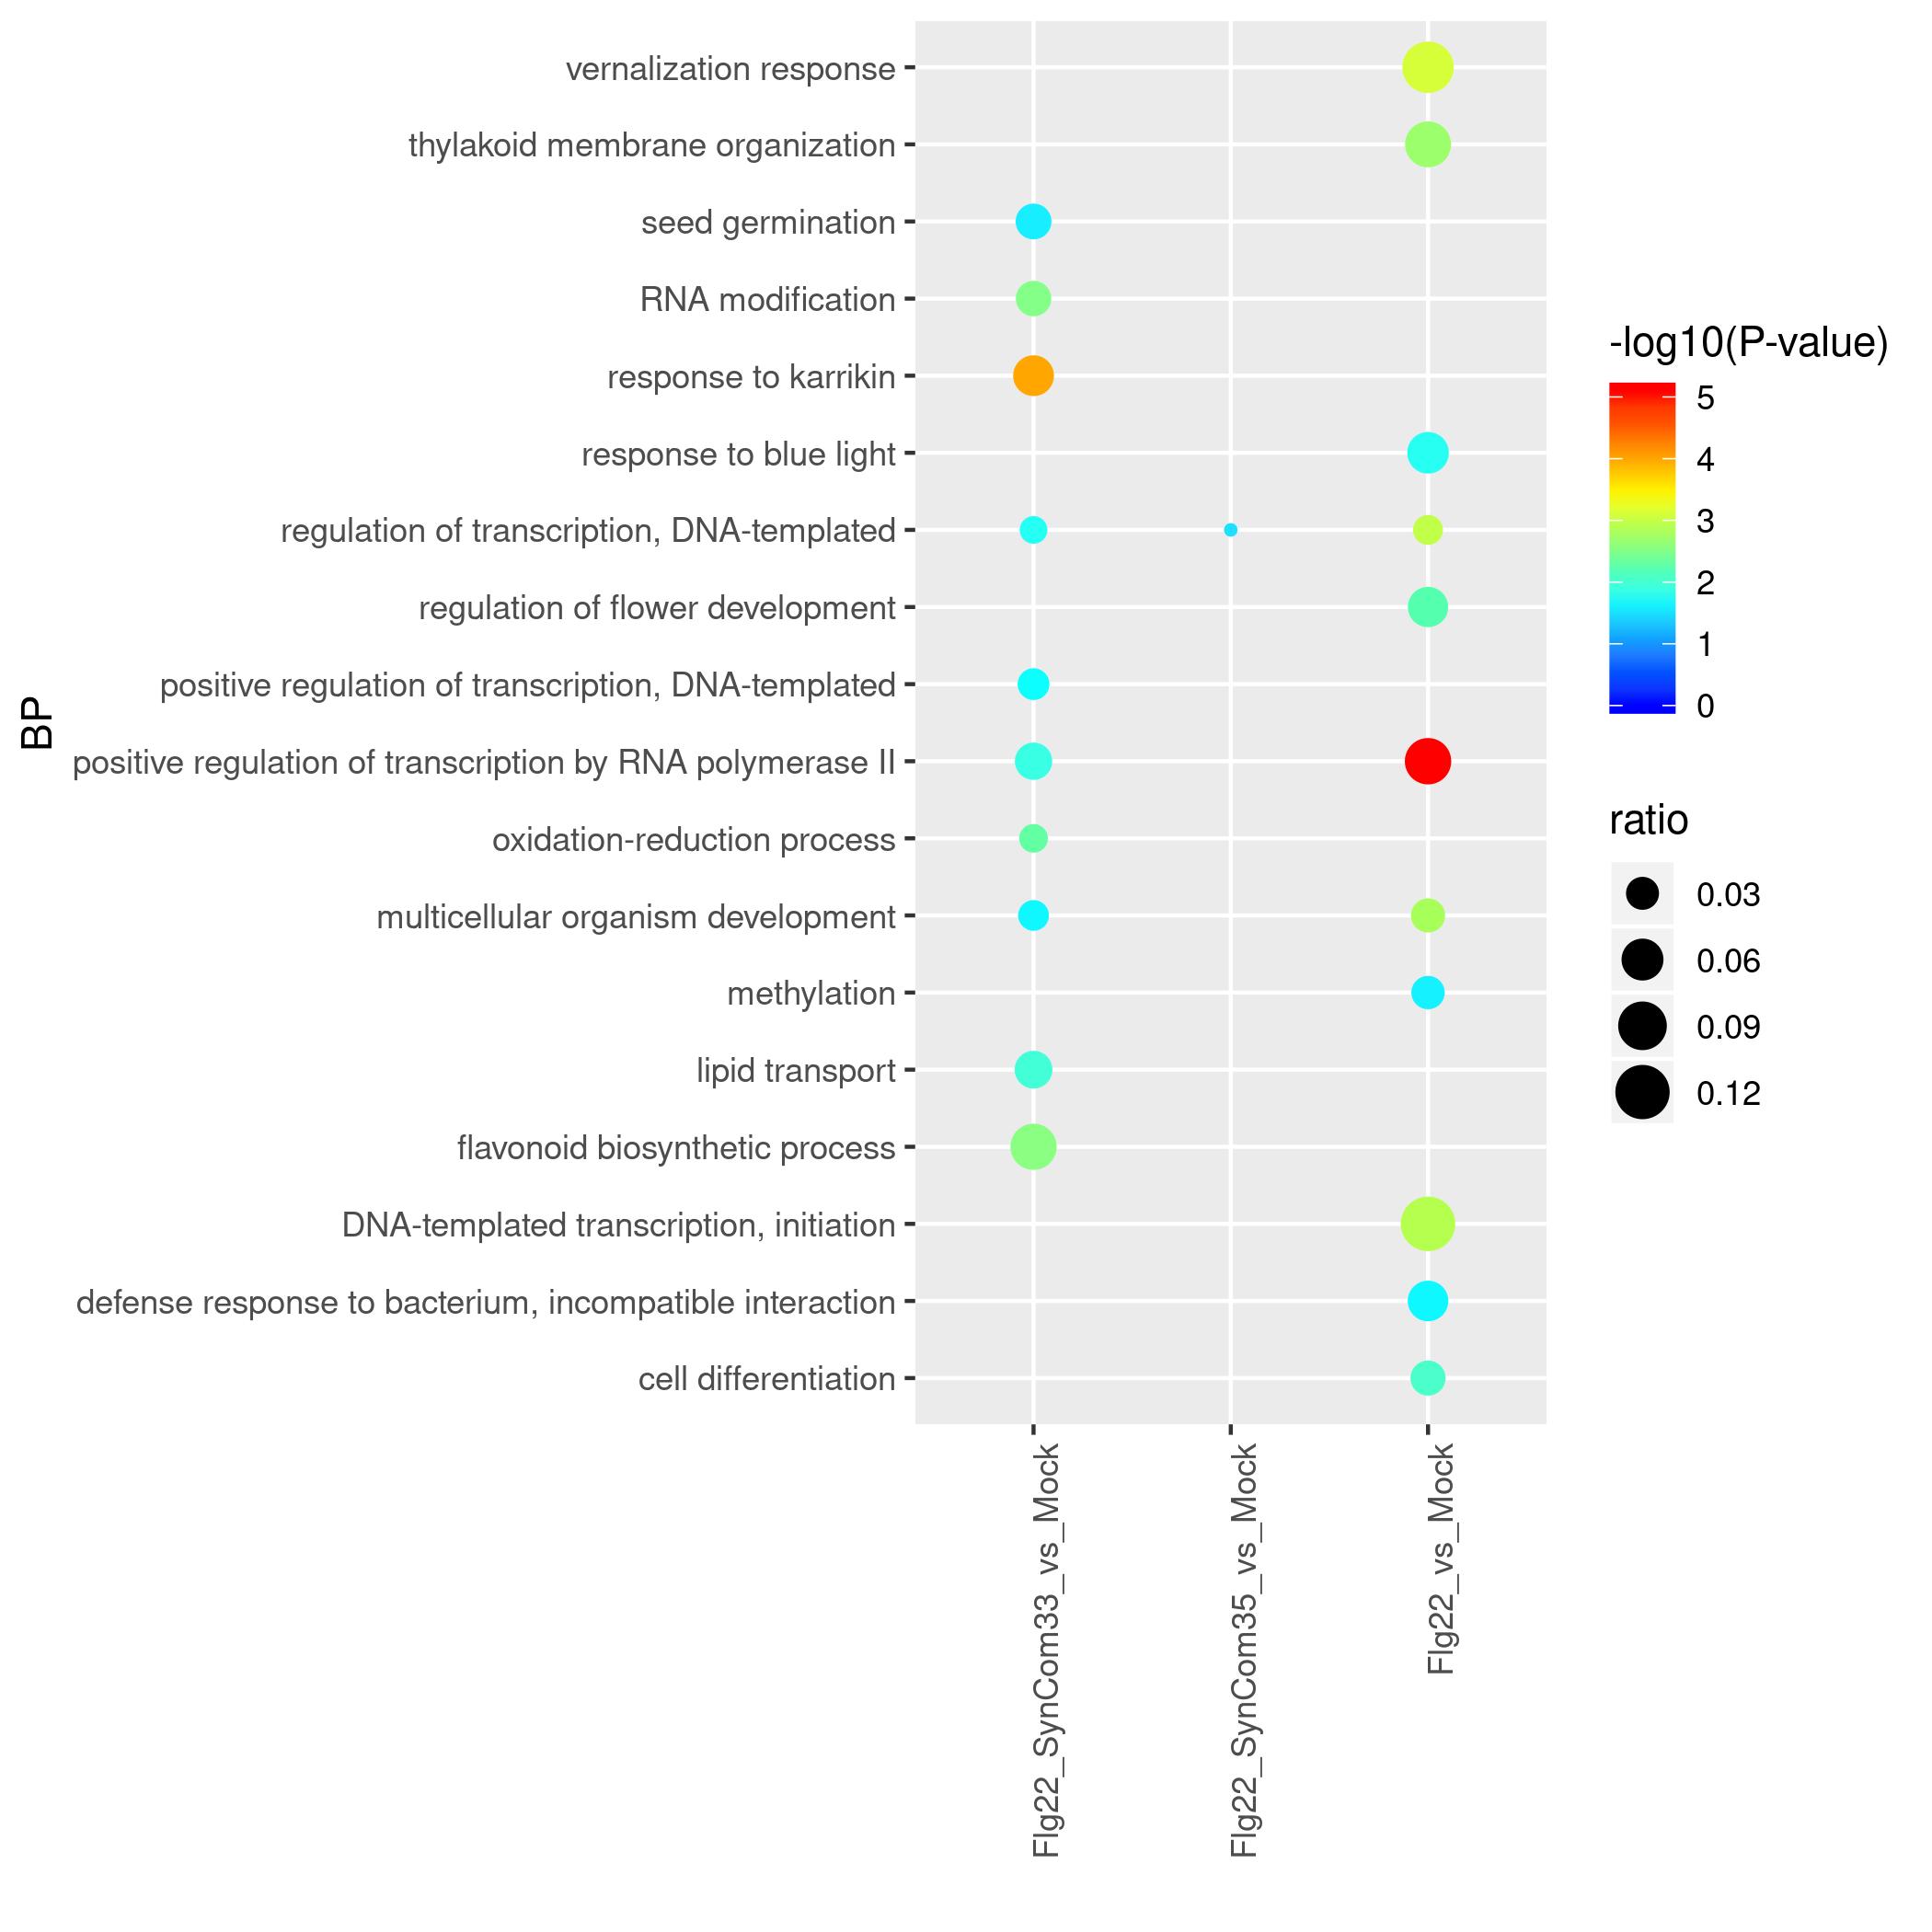 BP
vernalization response
thylakoid membrane organization
seed germination
RNA modification
response to karrikin
response to blue light
regulation of transcription, DNA-templated
regulation of flower development
positive regulation of transcription, DNA-templated
positive regulation of transcription by RNA polymerase II
oxidation-reduction process
multicellular organism development
methylation
lipid transport
flavonoid biosynthetic process
DNA-templated transcription, initiation
defense response to bacterium, incompatible interaction
cell differentiation
Flg22_SynCom33_vs_Mock
Flg22_SynCom35_vs_Mock
Flg22_vs_Mock
-log10(P-value)
5
4
3
2
1
0
ratio
0.03
0.06
0.09
0.12